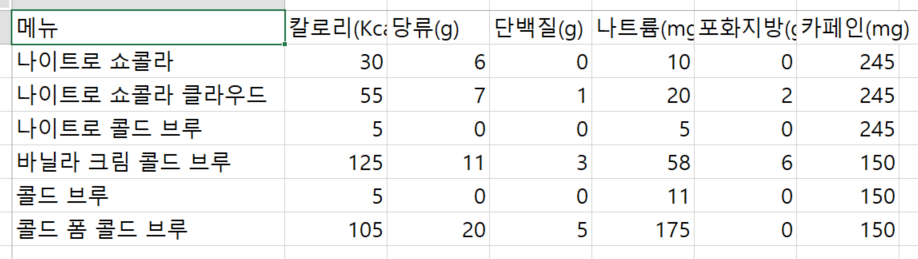 메뉴 칼로리(Kca 당류(g) 단백질(g) 나트륨(mg 포화지방(g 카페인(mg)
나이트로 쇼콜라 30 6 0 10 0 245
나이트로 쇼콜라 클라우드 55 7 1 20 2 245
나이트로 콜드 브루 5 0 0 5 0 245
바닐라 크림 콜드 브루 125 11 3 58 6 150
콜드 브루 5 0 0 11 0 150
콜드 폼 콜드 브루 105 20 5 175 0 150